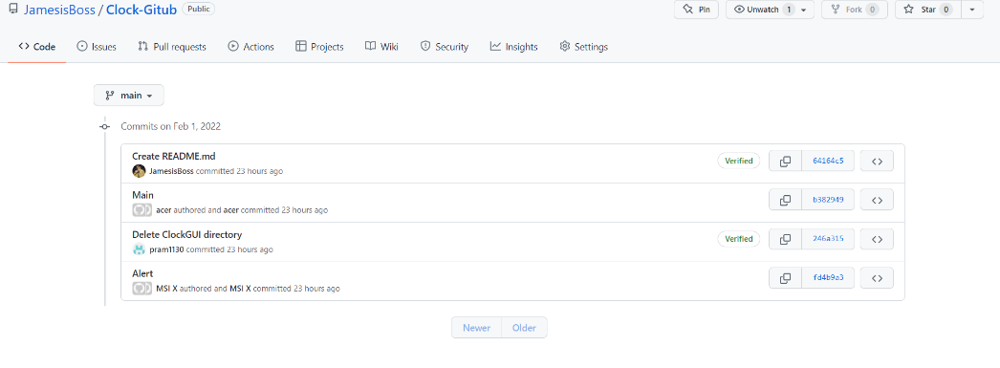 JamesisBoss / Clock-Gitub Public Pin Unwatch 1 Fork 0 Star 0
Code Issues Pull requests Actions Projects Wiki Security Insights Settings
main
Commits on Feb 1, 2022
Create README.md
JamesisBoss committed 23 hours ago Verified 64164c5
Main
acer authored and acer committed 23 hours ago b382949
Delete ClockGUI directory
pram1130 committed 23 hours ago Verified 246a315
Alert
MSI X authored and MSI X committed 23 hours ago fd4b9a3
Newer Older